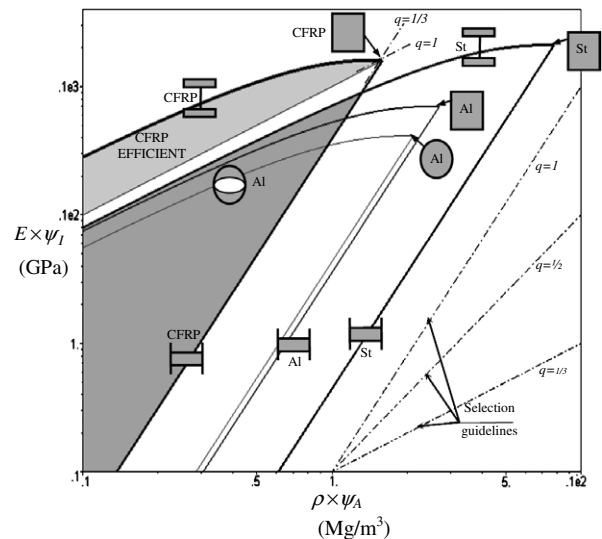 CFRP
q=1/3
q=1
St
St
.1e3
CFRP
CFRP
EFFICIENT
Al
Al
Al
q=1
.1e2
E×ψI
(GPa)
q=½
CFRP
1.
Al
St
q=1/3
Selection
guidelines
.1
.1
.5
1.
5.
.1e2
ρ×ψA
(Mg/m³)